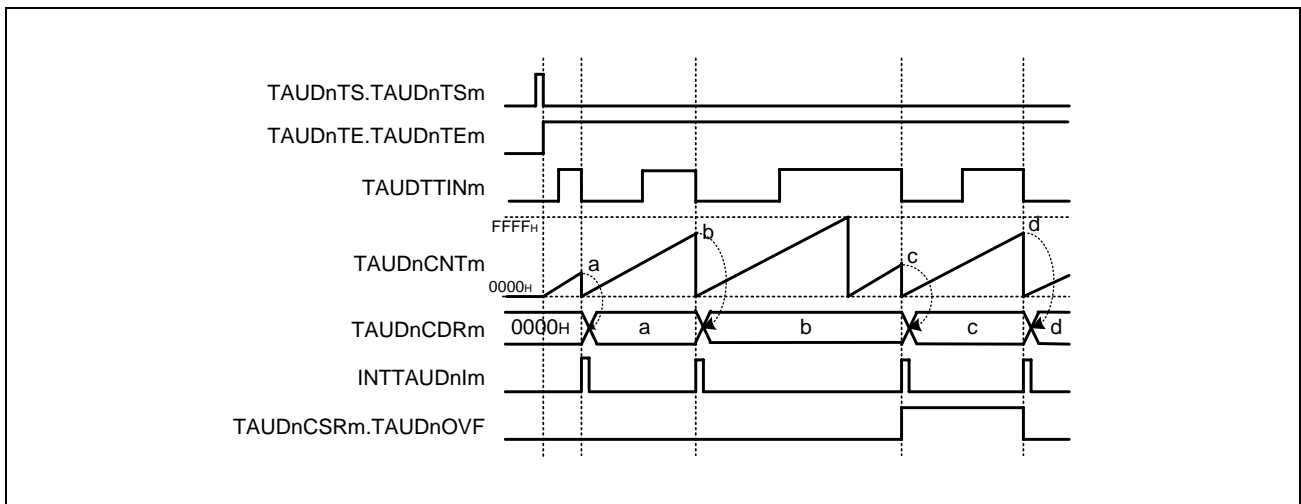 TAUDnTS.TAUDnTSm
TAUDnTE.TAUDnTEm
TAUDTTINm
FFFFH
TAUDnCNTm
0000H
a
b
c
d
TAUDnCDRm
0000H
a
b
c
d
INTTAUDnIm
TAUDnCSRm.TAUDnOVF